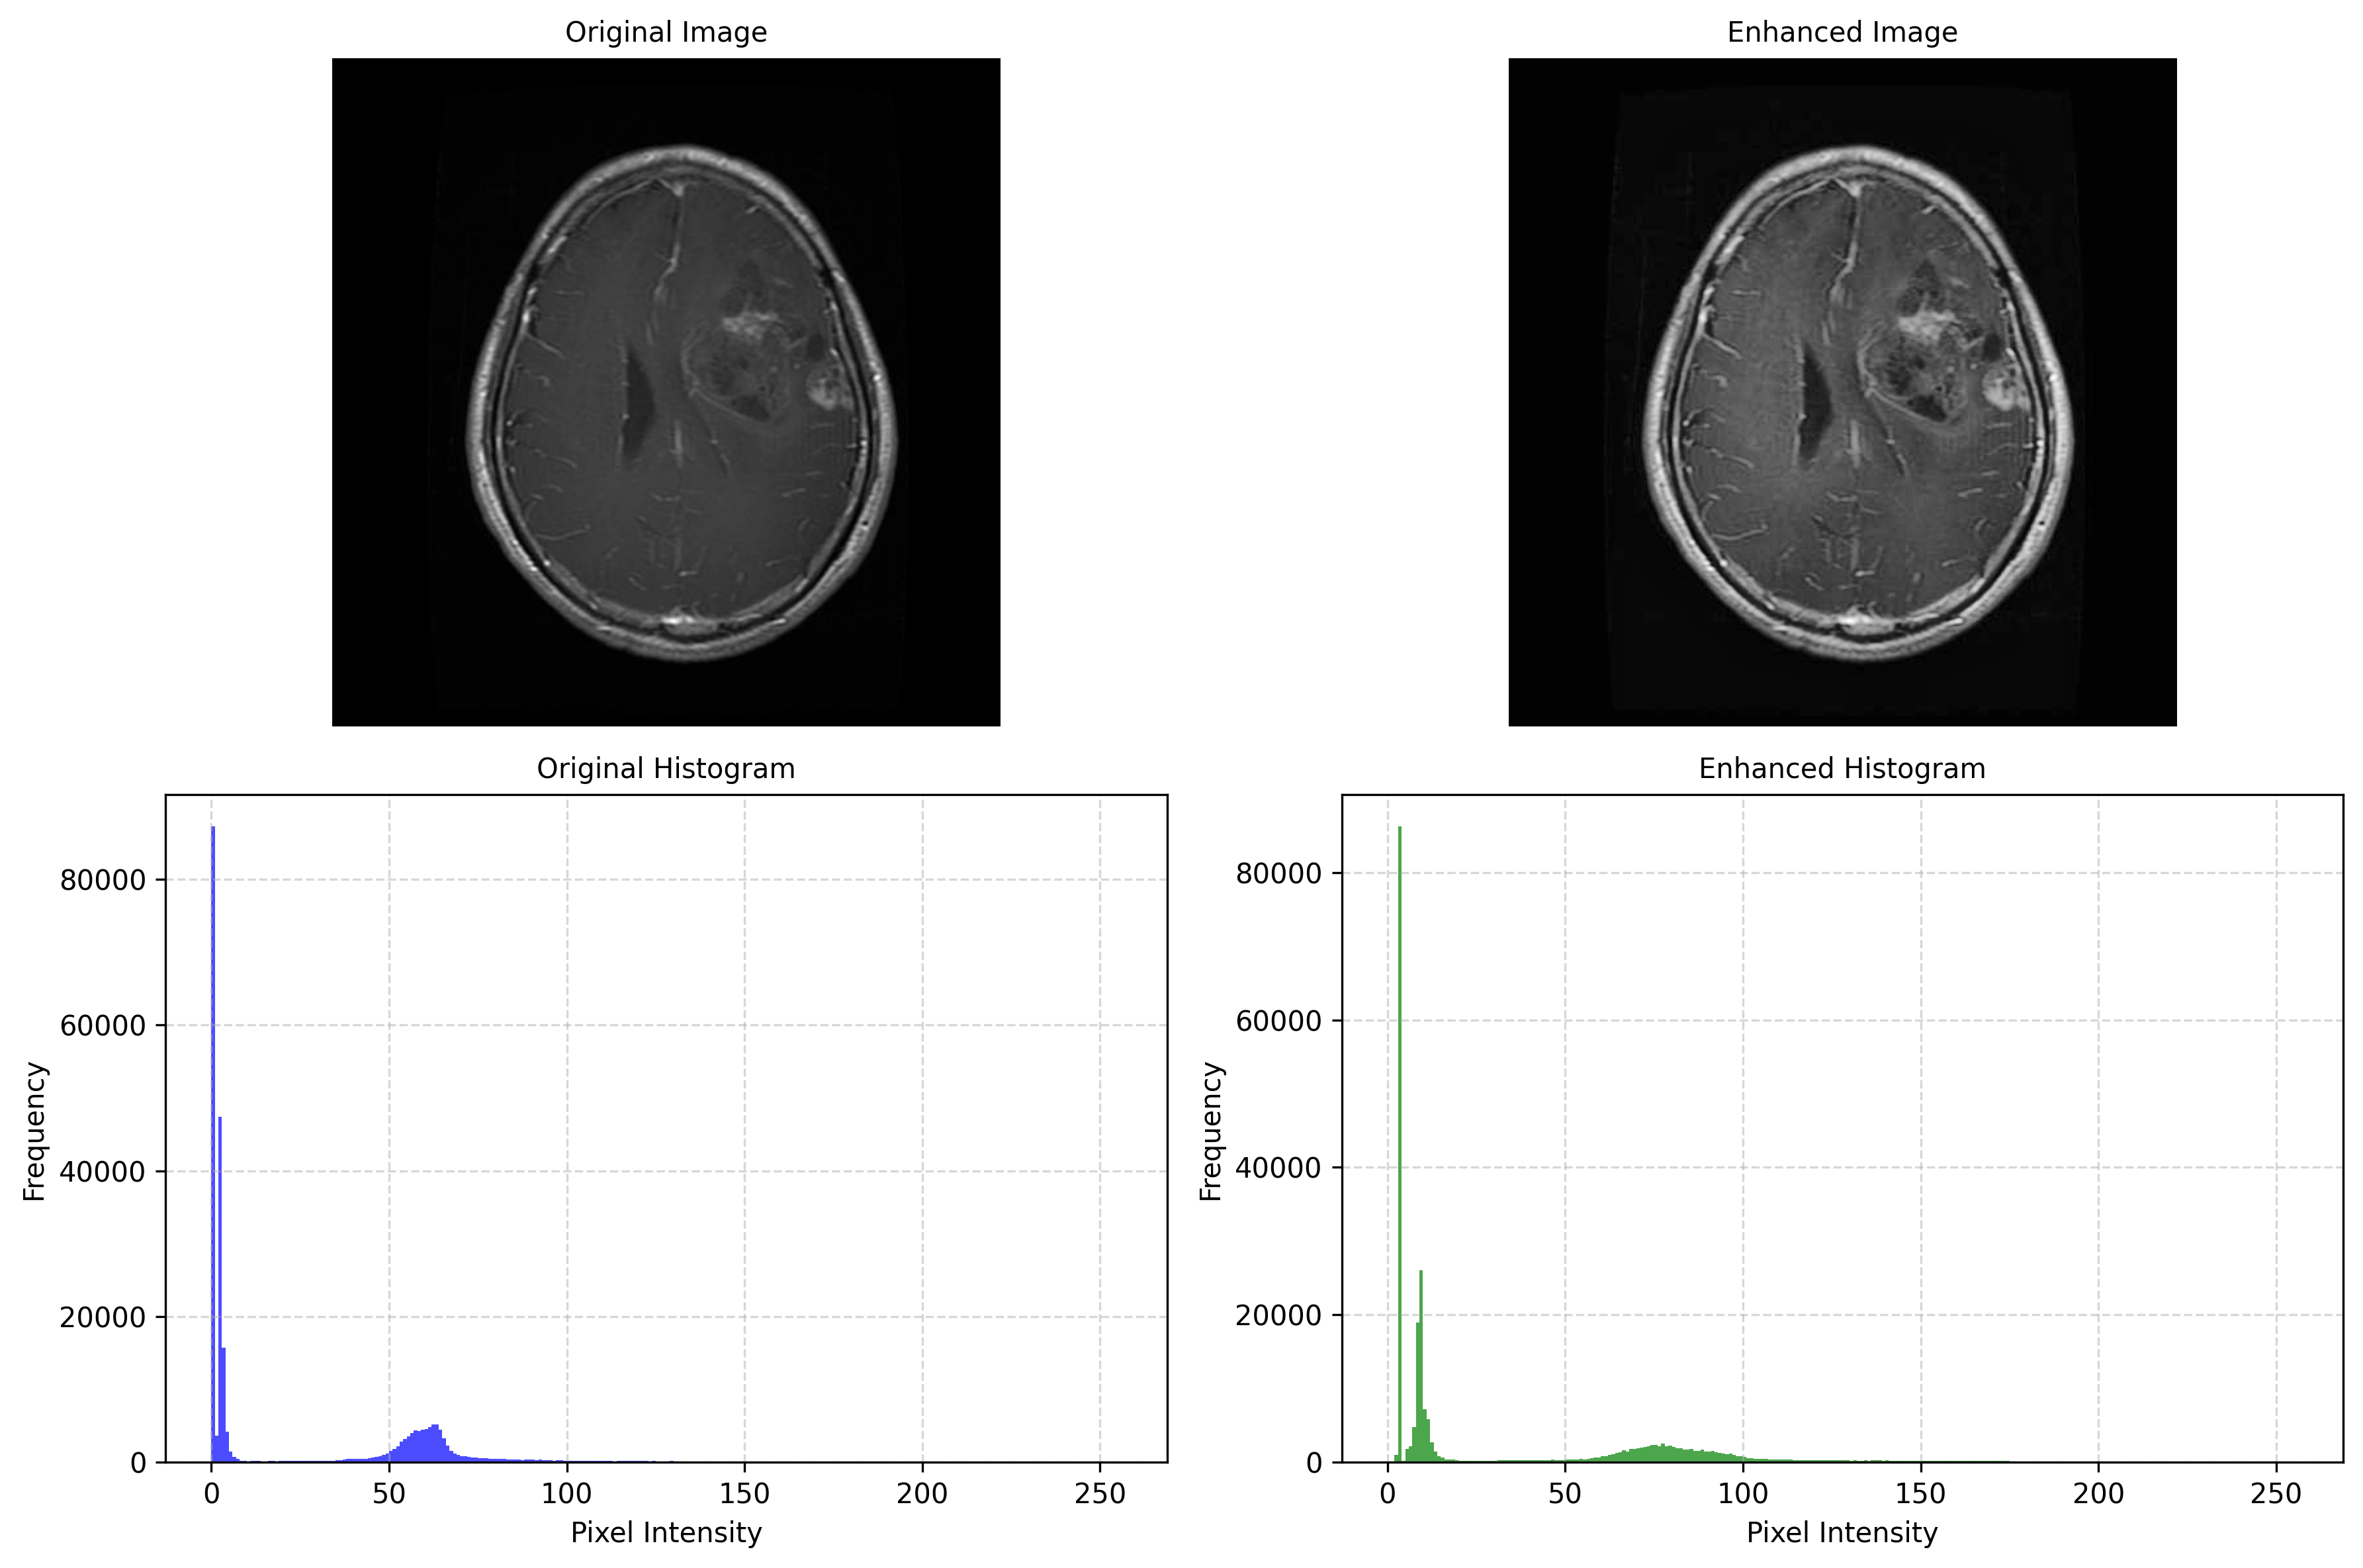 Original Image
Enhanced Image
Original Histogram
Enhanced Histogram
Frequency
80000
60000
40000
20000
0
0 50 100 150 200 250
Pixel Intensity
Frequency
80000
60000
40000
20000
0
0 50 100 150 200 250
Pixel Intensity